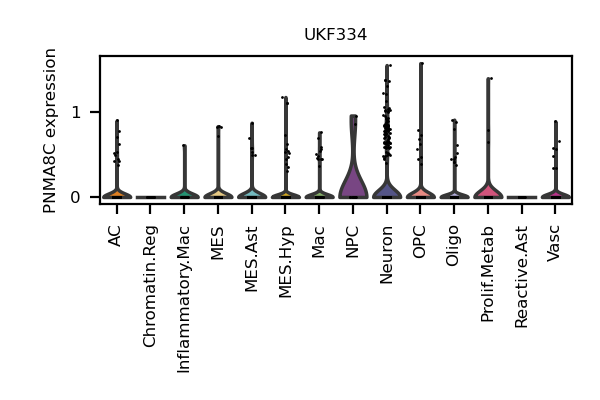 UKF334
PNMA8C expression
1
0
AC
Chromatin.Reg
Inflammatory.Mac
MES
MES.Ast
MES.Hyp
Mac
NPC
Neuron
OPC
Oligo
Prolif.Metab
Reactive.Ast
Vasc